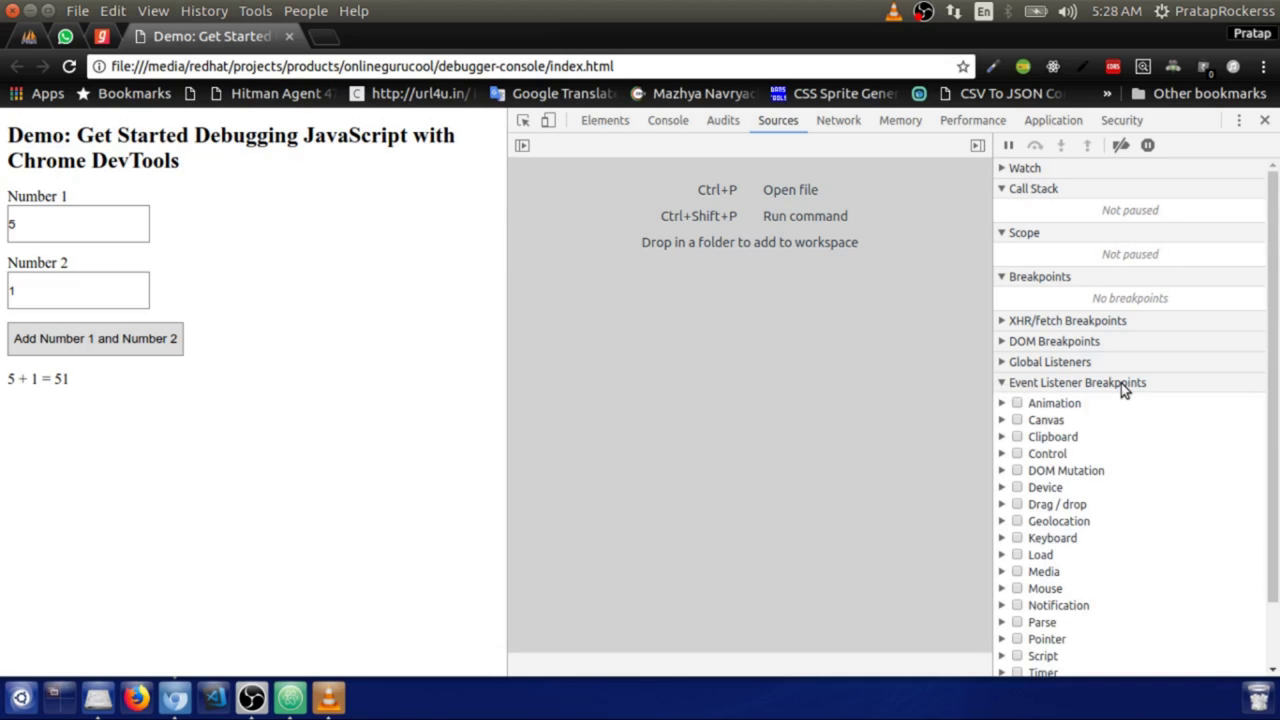 File Edit View History Tools People Help
En 5:28 AM PratapRockerss
g Demo: Get Started
Pratap
file:///media/redhat/projects/products/onlinegurucool/debugger-console/index.html
CORS 0
Apps Bookmarks Hitman Agent 47 C http://url4u.in/ Google Translat Mazhya Navryac CSS Sprite Gene CSV To JSON Co » Other bookmarks
Elements Console Audits Sources Network Memory Performance Application Security
Demo: Get Started Debugging JavaScript with
Chrome DevTools
Number 1
5
Number 2
1
Add Number 1 and Number 2
5 + 1 = 51
Ctrl+P Open file
Ctrl+Shift+P Run command
Drop in a folder to add to workspace
Watch
Call Stack
Not paused
Scope
Not paused
Breakpoints
No breakpoints
XHR/fetch Breakpoints
DOM Breakpoints
Global Listeners
Event Listener Breakpoints
Animation
Canvas
Clipboard
Control
DOM Mutation
Device
Drag / drop
Geolocation
Keyboard
Load
Media
Mouse
Notification
Parse
Pointer
Script
Timer